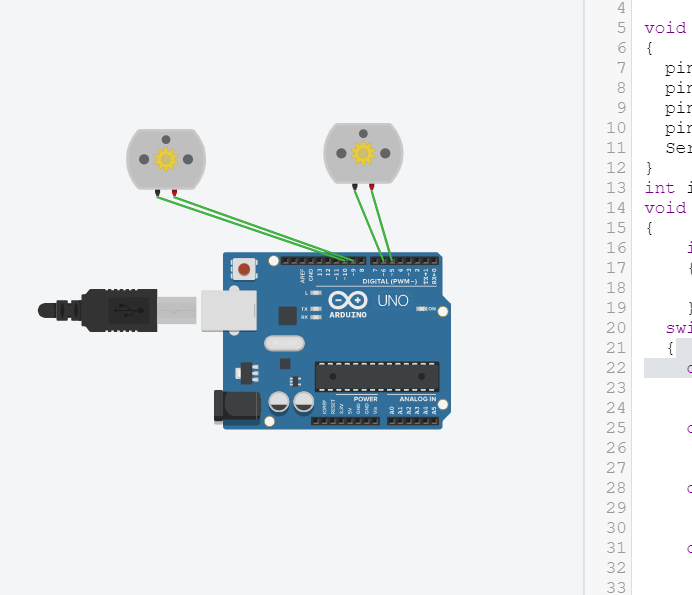 4
5 void
6 {
7 pin
8 pin
9 pin
10 pin
11 Ser
12 }
13 int i
14 void
15 {
16 i
17 {
18
19 }
20 swi
21 {
22 c
23
24
25 c
26
27
28 c
29
30
31 c
32
33
AREF
GND
13
12
~11
~10
~9
8
7
~6
~5
4
~3
2
TX→1
RX←0
DIGITAL (PWM~)
L
TX
RX
UNO
ARDUINO
ON
POWER
ANALOG IN
IOREF
RESET
3.3V
5V
GND
GND
Vin
A0
A1
A2
A3
A4
A5